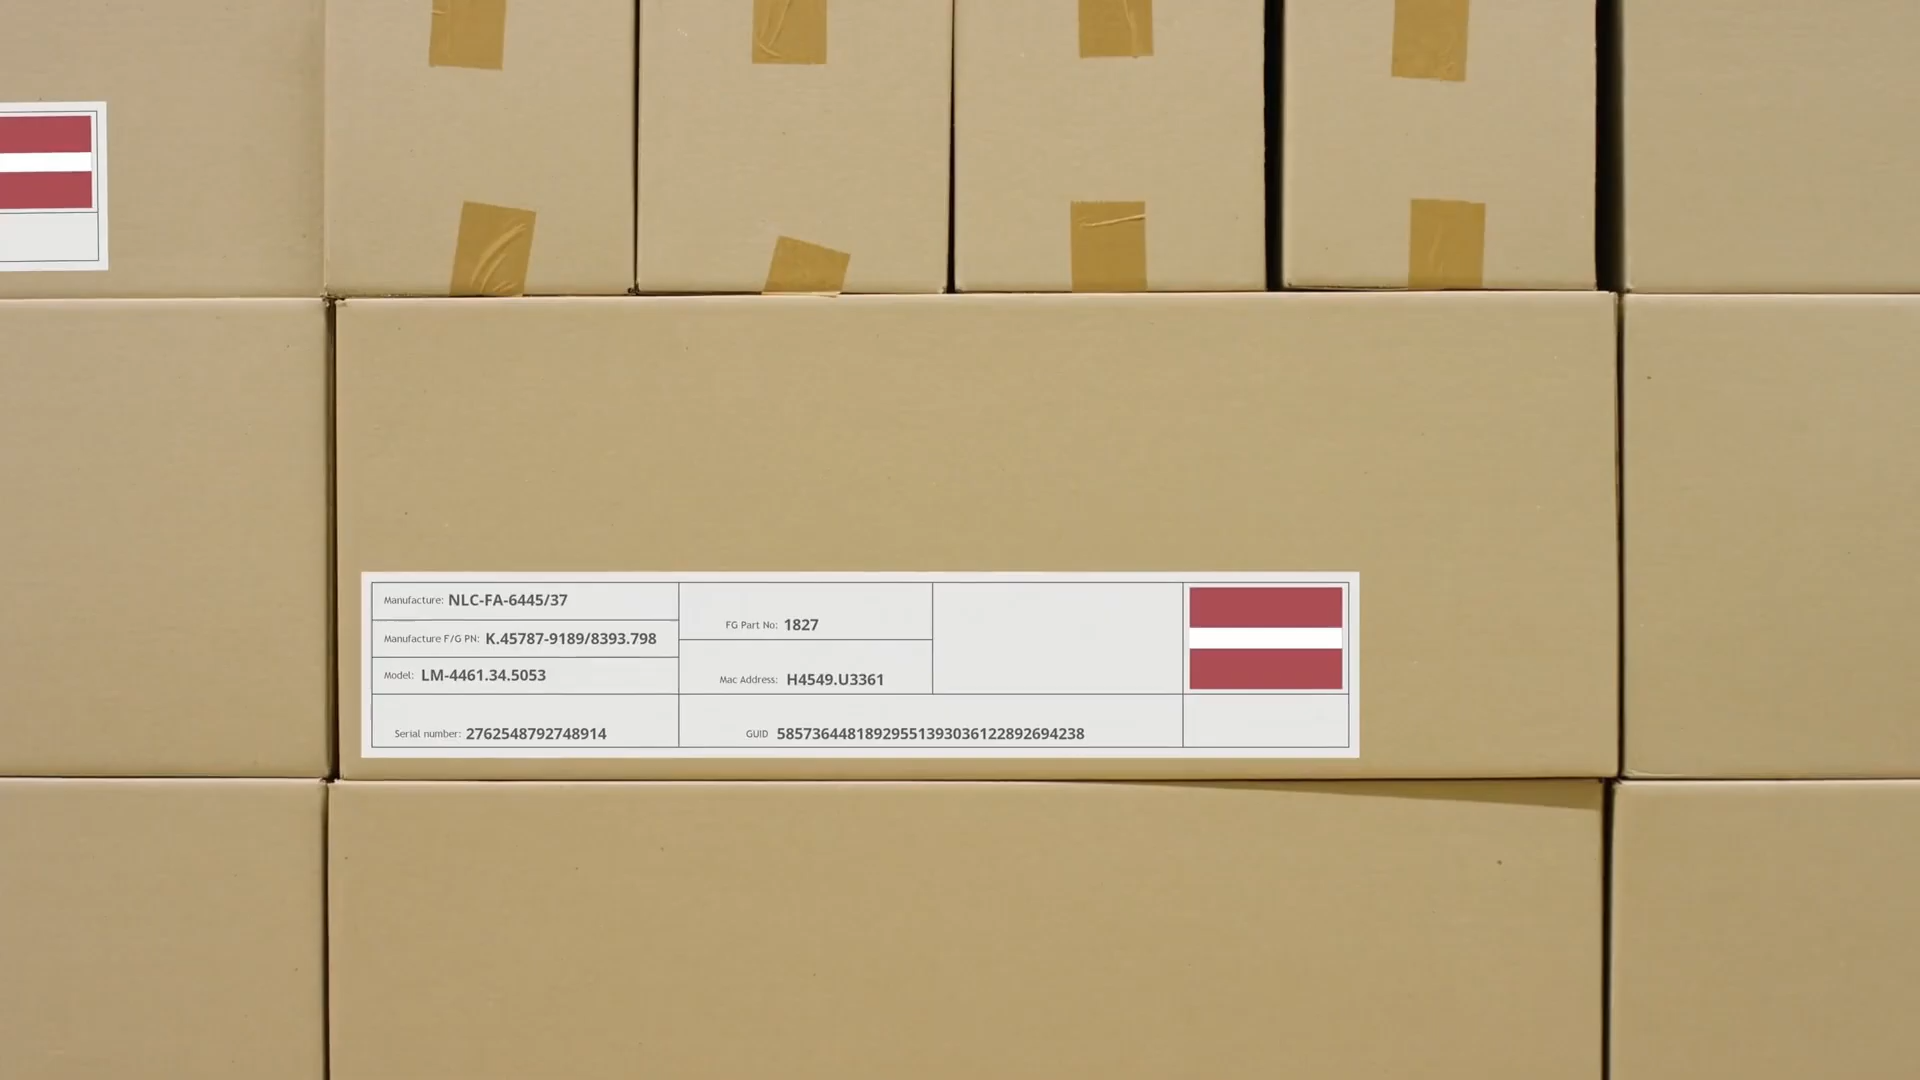 Manufacture: NLC-FA-6445/37
Manufacture F/G PN: K.45787-9189/8393.798
Model: LM-4461.34.5053
FG Part No: 1827
Mac Address: H4549.U3361
Serial number: 2762548792748914
GUID 58573644818929551393036122892694238